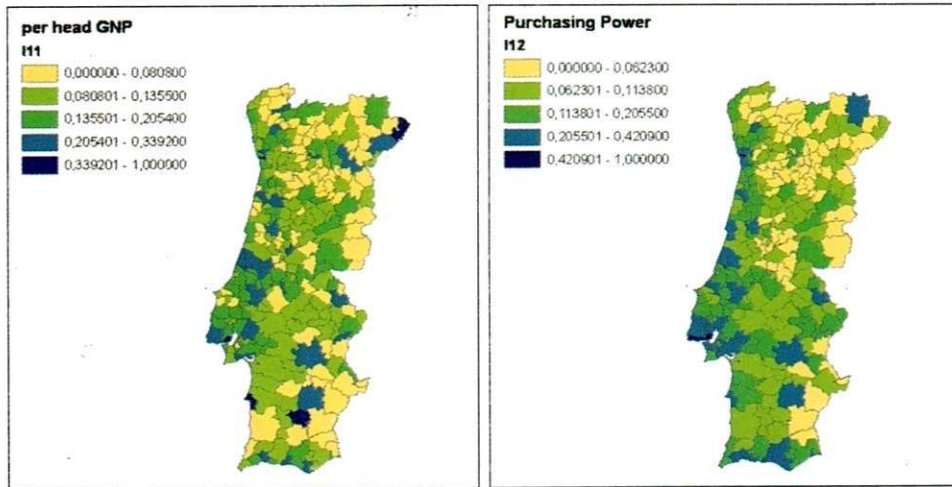 per head GNP
I11
0,000000 - 0,080800
0,080801 - 0,135500
0,135501 - 0,205400
0,205401 - 0,339200
0,339201 - 1,000000
Purchasing Power
I12
0,000000 - 0,062300
0,062301 - 0,113800
0,113801 - 0,205500
0,205501 - 0,420900
0,420901 - 1,000000